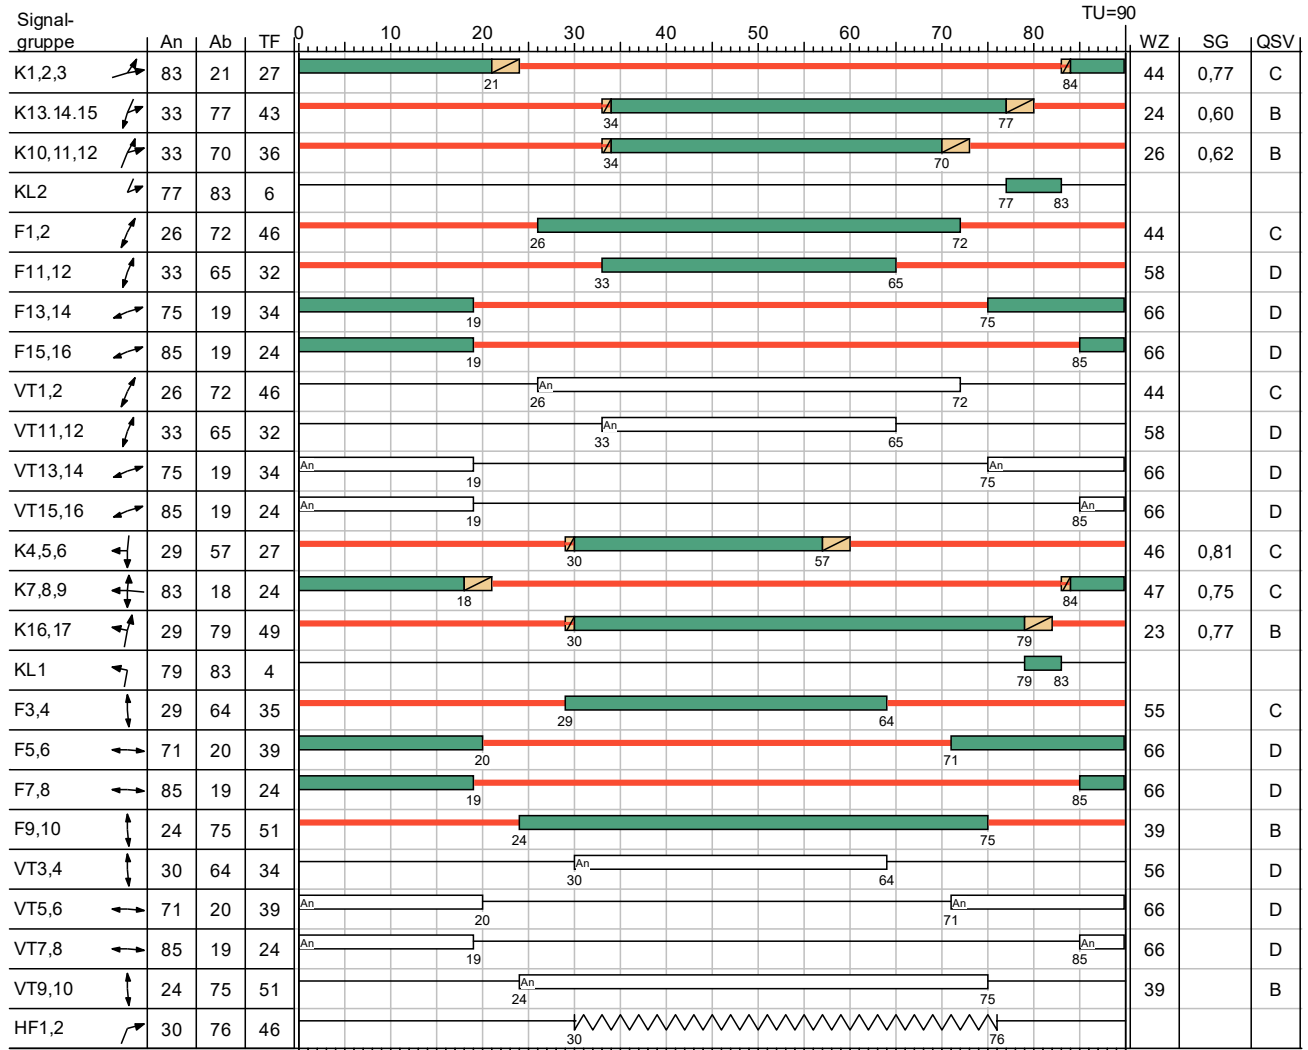 TU=90
Signal-
gruppe An Ab TF 0 10 20 30 40 50 60 70 80 WZ SG QSV
K1,2,3 83 21 27 44 0,77 C
21 84
K13.14.15 33 77 43 24 0,60 B
34 77
K10,11,12 33 70 36 26 0,62 B
34 70
KL2 77 83 6
77 83
F1,2 26 72 46 44 C
26 72
F11,12 33 65 32 58 D
33 65
F13,14 75 19 34 66 D
19 75
F15,16 85 19 24 66 D
19 85
VT1,2 26 72 46 An 44 C
26 72
VT11,12 33 65 32 An 58 D
33 65
VT13,14 75 19 34 An An 66 D
19 75
VT15,16 85 19 24 An An 66 D
19 85
K4,5,6 29 57 27 46 0,81 C
30 57
K7,8,9 83 18 24 47 0,75 C
18 84
K16,17 29 79 49 23 0,77 B
30 79
KL1 79 83 4
79 83
F3,4 29 64 35 55 C
29 64
F5,6 71 20 39 66 D
20 71
F7,8 85 19 24 66 D
19 85
F9,10 24 75 51 39 B
24 75
VT3,4 30 64 34 An 56 D
30 64
VT5,6 71 20 39 An An 66 D
20 71
VT7,8 85 19 24 An An 66 D
19 85
VT9,10 24 75 51 An 39 B
24 75
HF1,2 30 76 46
30 76